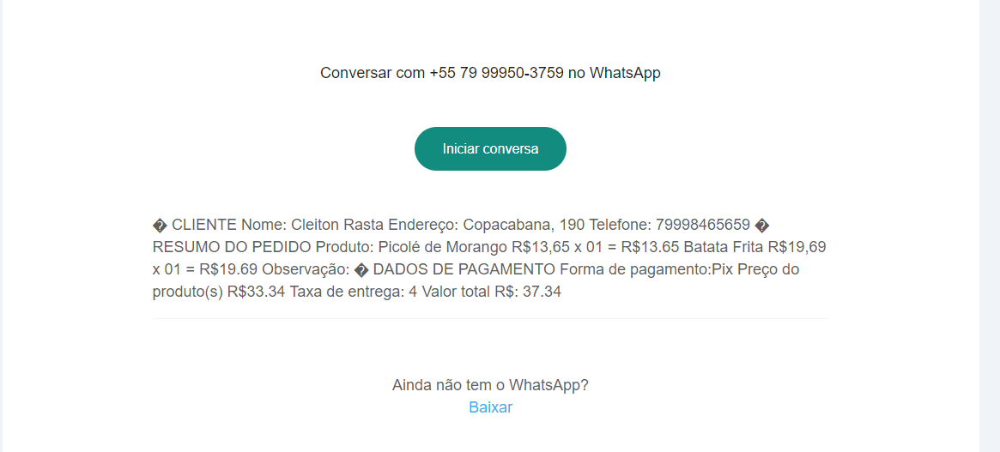 Conversar com +55 79 99950-3759 no WhatsApp
Iniciar conversa
� CLIENTE Nome: Cleiton Rasta Endereço: Copacabana, 190 Telefone: 79998465659 �
RESUMO DO PEDIDO Produto: Picolé de Morango R$13,65 x 01 = R$13.65 Batata Frita R$19,69
x 01 = R$19.69 Observação: � DADOS DE PAGAMENTO Forma de pagamento:Pix Preço do
produto(s) R$33.34 Taxa de entrega: 4 Valor total R$: 37.34
Ainda não tem o WhatsApp?
Baixar